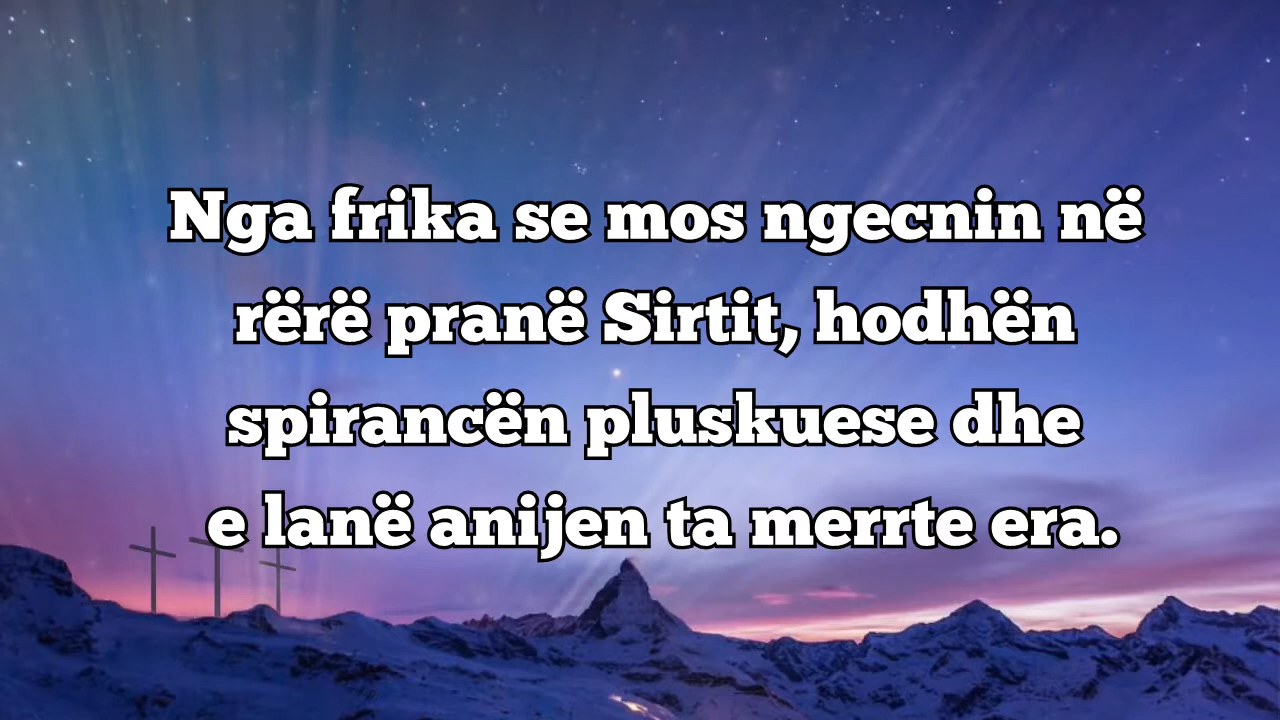 Nga frika se mos ngecnin në
rërë pranë Sirtit, hodhën
spirancën pluskuese dhe
e lanë anijen ta merrte era.